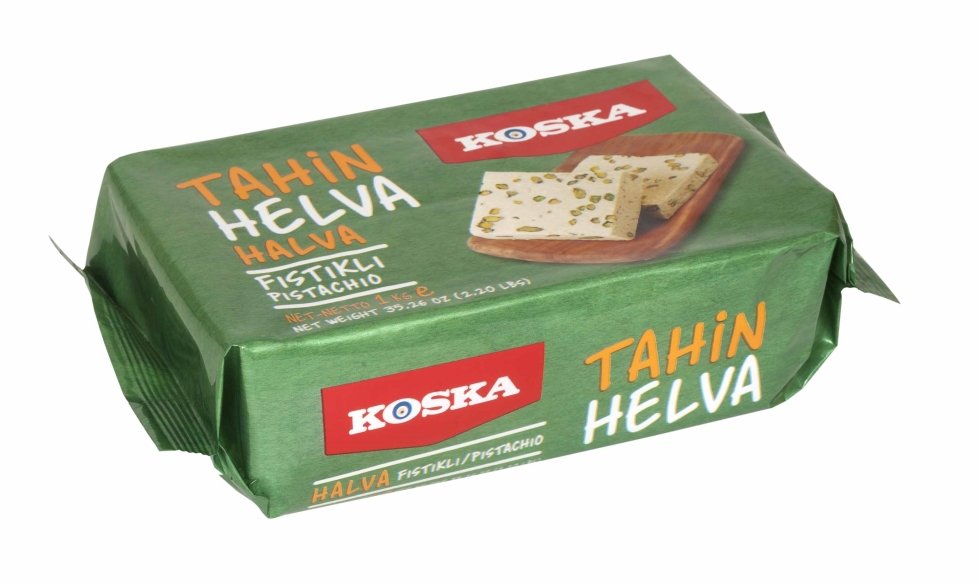 KOSKA
TAHiN
HELVA
HALVA
FISTIKLI
PISTACHIO
NET-NETTO 1 KG e
NET WEIGHT 35.26 OZ (2.20 LBS)
KOSKA
HALVA FISTIKLI/PISTACHIO
TAHiN
HELVA